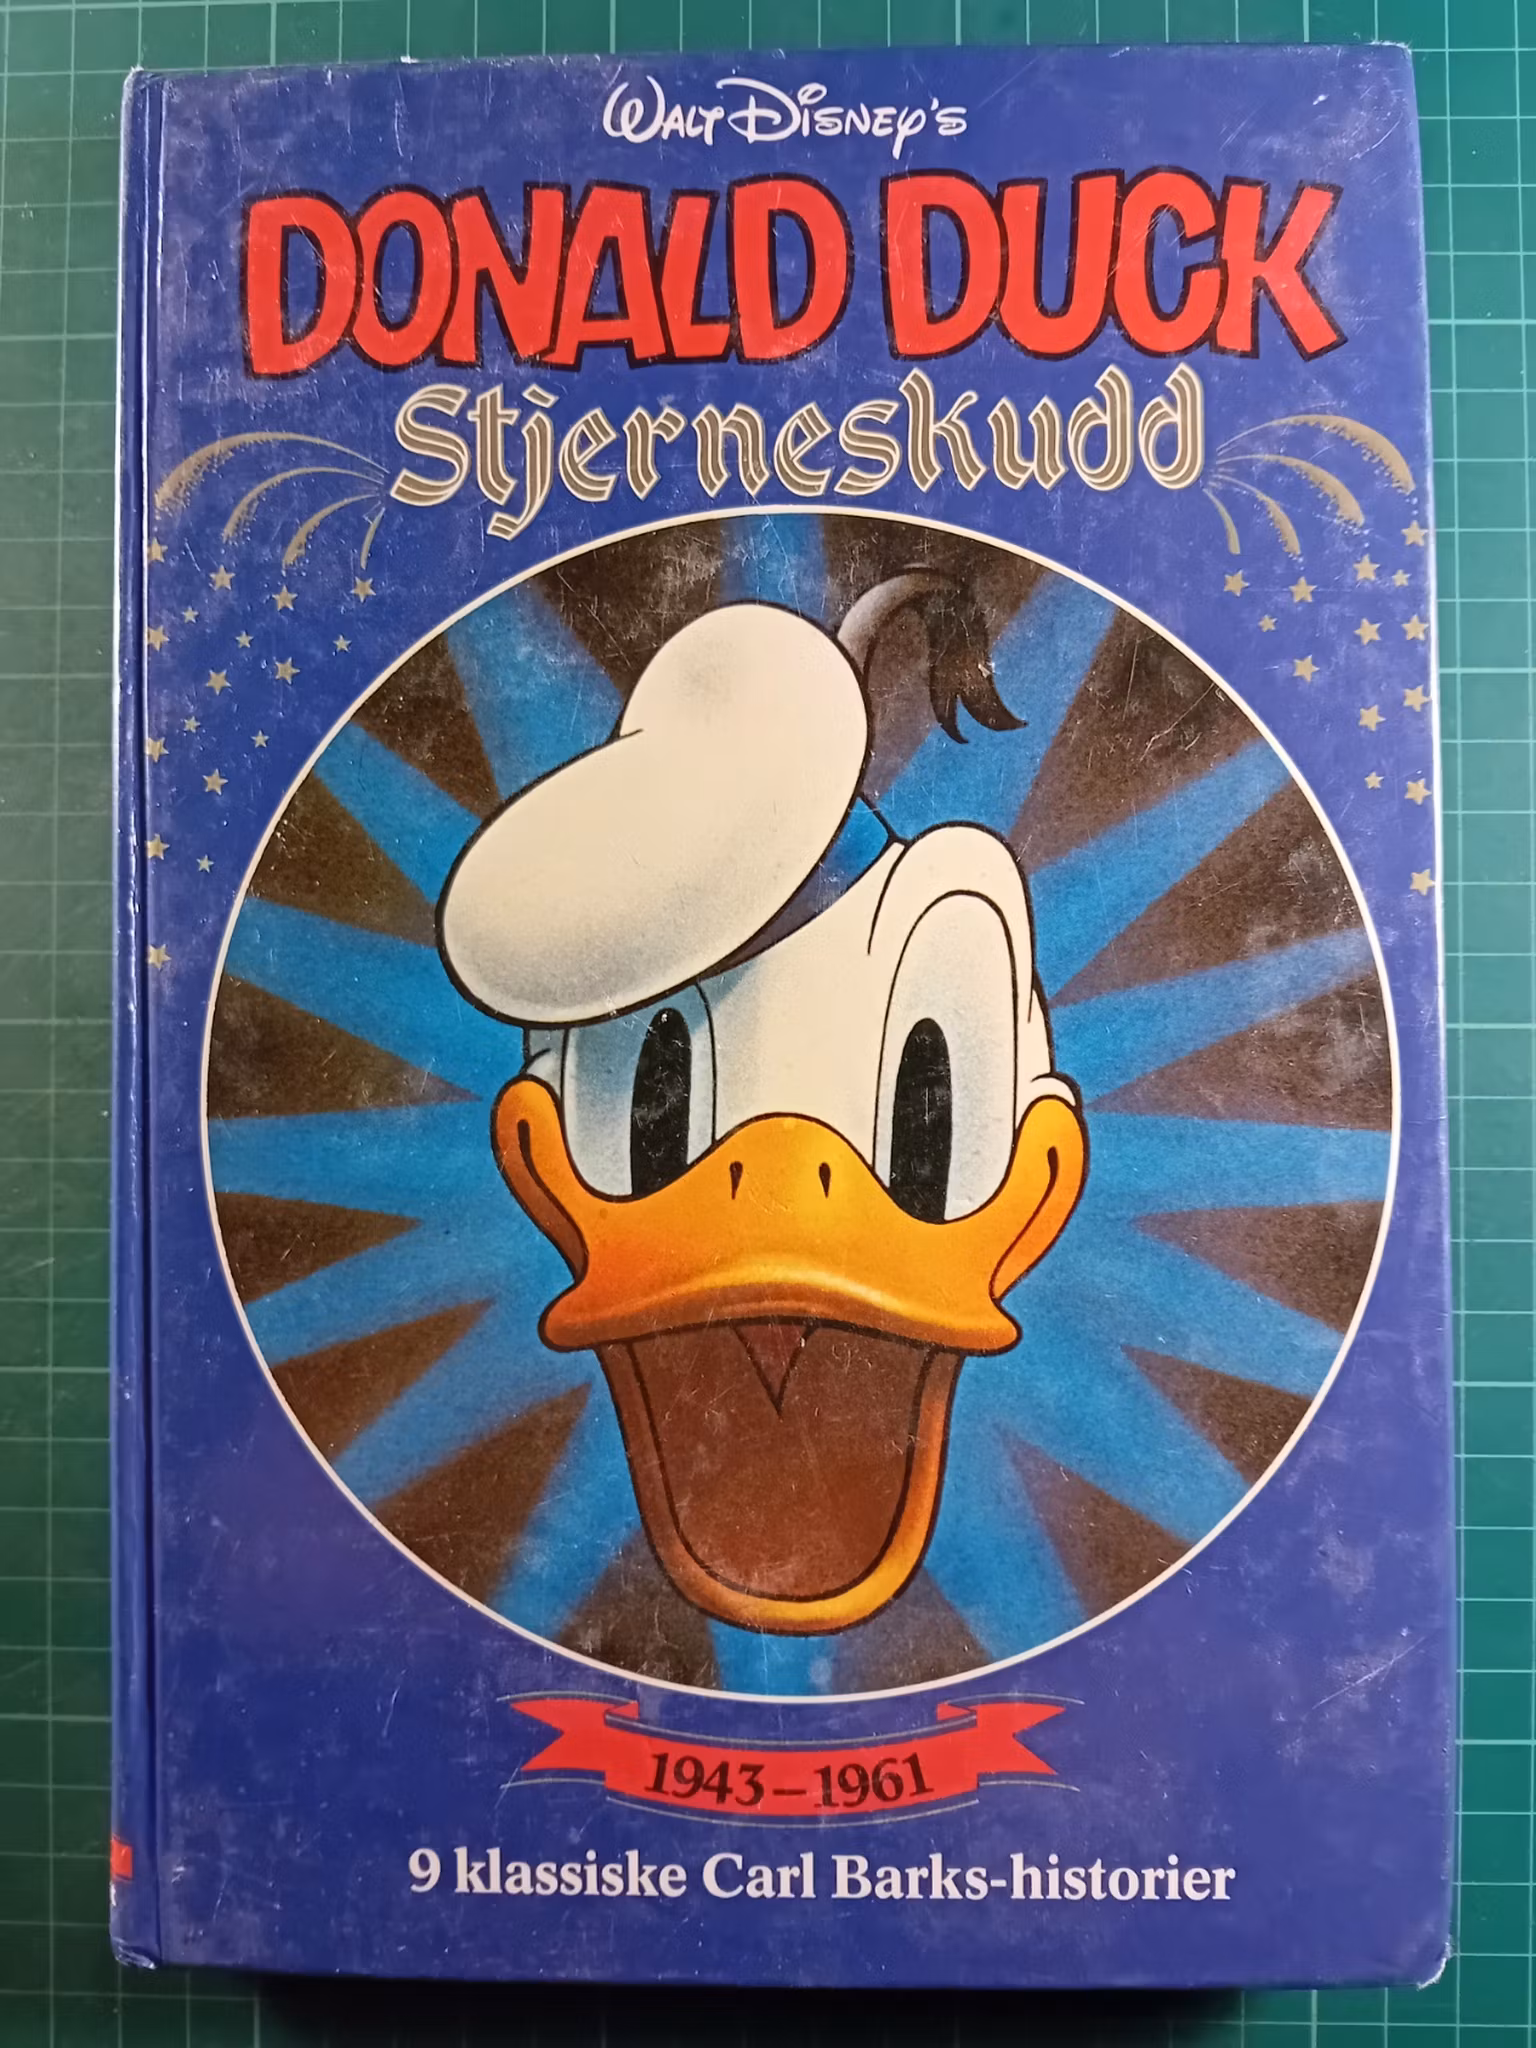 Walt Disney's
DONALD DUCK
Stjerneskudd
1943–1961
9 klassiske Carl Barks-historier